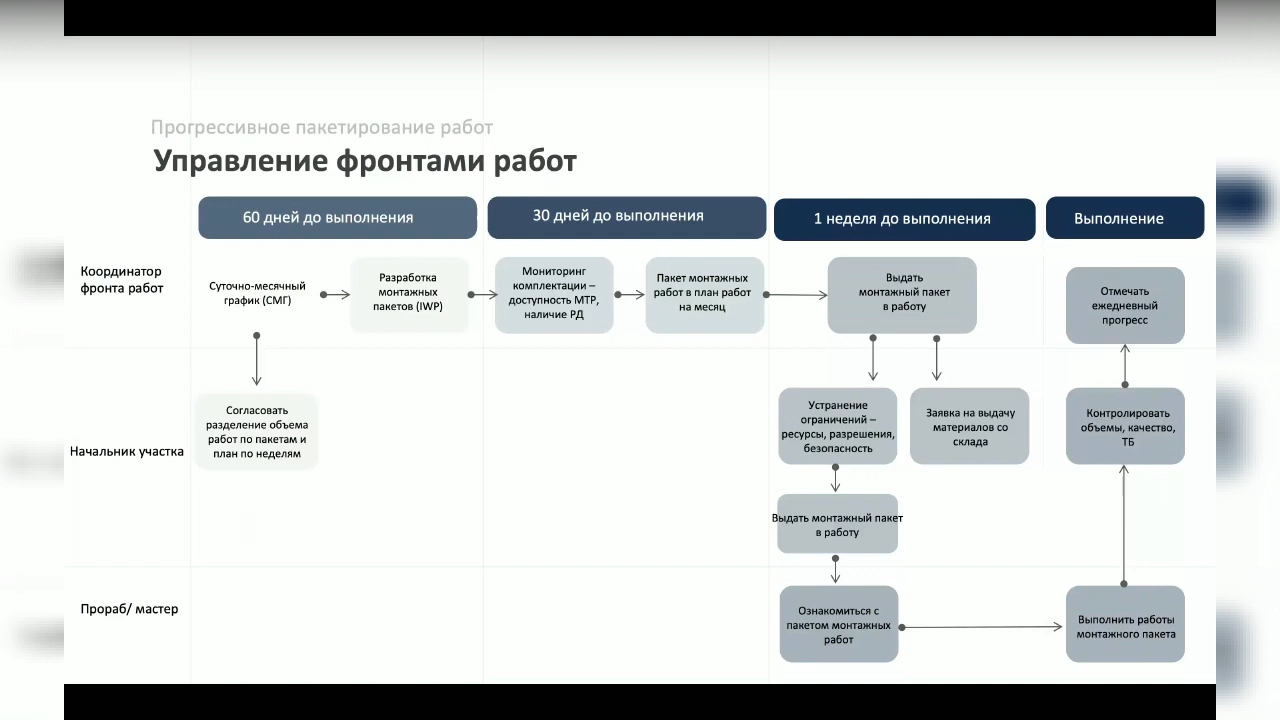 Прогрессивное пакетирование работ
Управление фронтами работ
60 дней до выполнения
30 дней до выполнения
1 неделя до выполнения
Выполнение
Координатор
фронта работ
Суточно-месячный
график (СМГ)
Разработка
монтажных
пакетов (IWP)
Мониторинг
комплектации –
доступность МТР,
наличие РД
Пакет монтажных
работ в план работ
на месяц
Выдать
монтажный пакет
в работу
Отмечать
ежедневный
прогресс
Начальник участка
Согласовать
разделение объема
работ по пакетам и
план по неделям
Устранение
ограничений –
ресурсы, разрешения,
безопасность
Заявка на выдачу
материалов со
склада
Контролировать
объемы, качество,
ТБ
Выдать монтажный пакет
в работу
Прораб/ мастер
Ознакомиться с
пакетом монтажных
работ
Выполнить работы
монтажного пакета